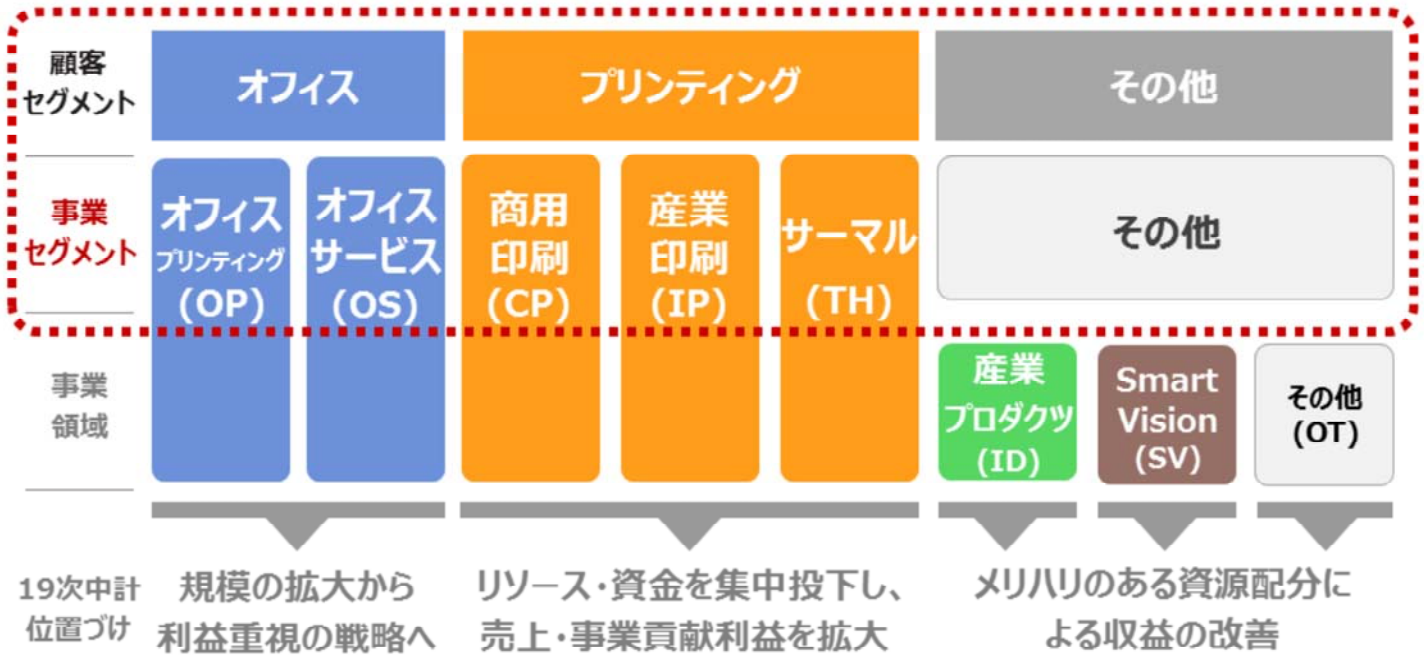 顧客
セグメント
オフィス
プリンティング
その他
事業
セグメント
オフィス
プリンティング
(OP)
オフィス
サービス
(OS)
商用
印刷
(CP)
産業
印刷
(IP)
サーマル
(TH)
その他
事業
領域
産業
プロダクツ
(ID)
Smart
Vision
(SV)
その他
(OT)
19次中計
位置づけ
規模の拡大から
利益重視の戦略へ
リソース・資金を集中投下し、
売上・事業貢献利益を拡大
メリハリのある資源配分に
よる収益の改善